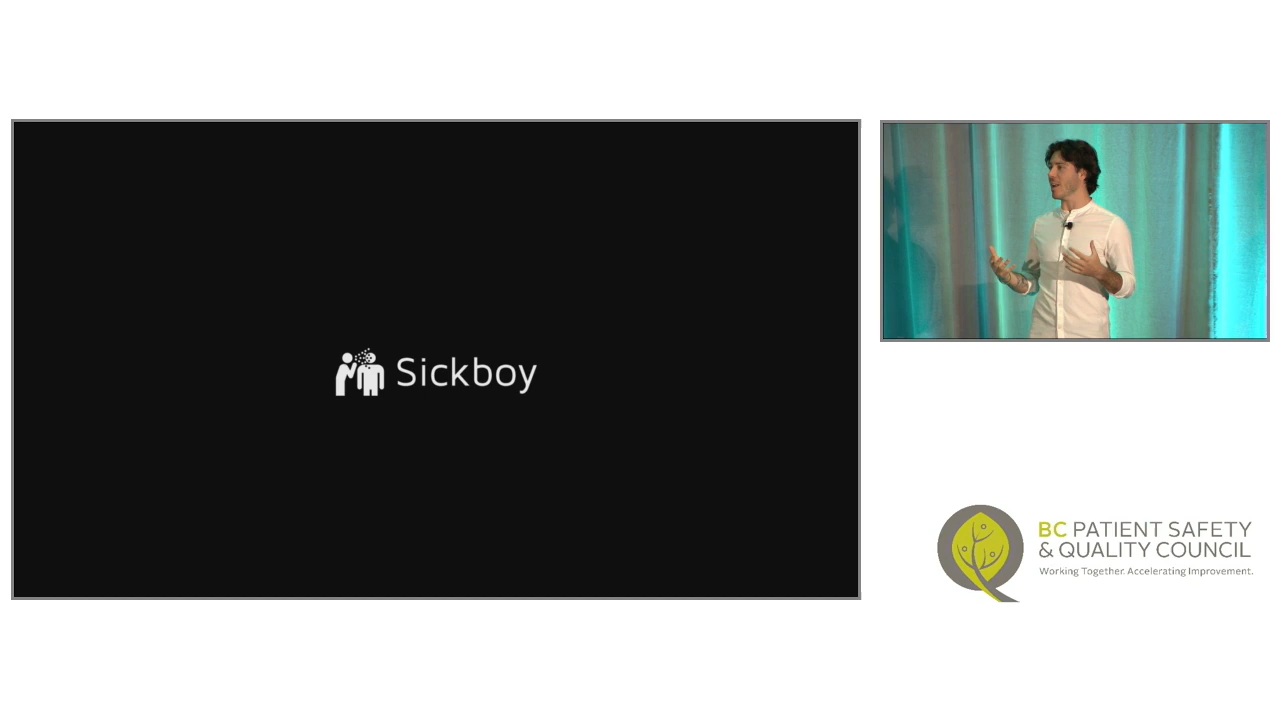 Sickboy
BC PATIENT SAFETY
& QUALITY COUNCIL
Working Together. Accelerating Improvement.